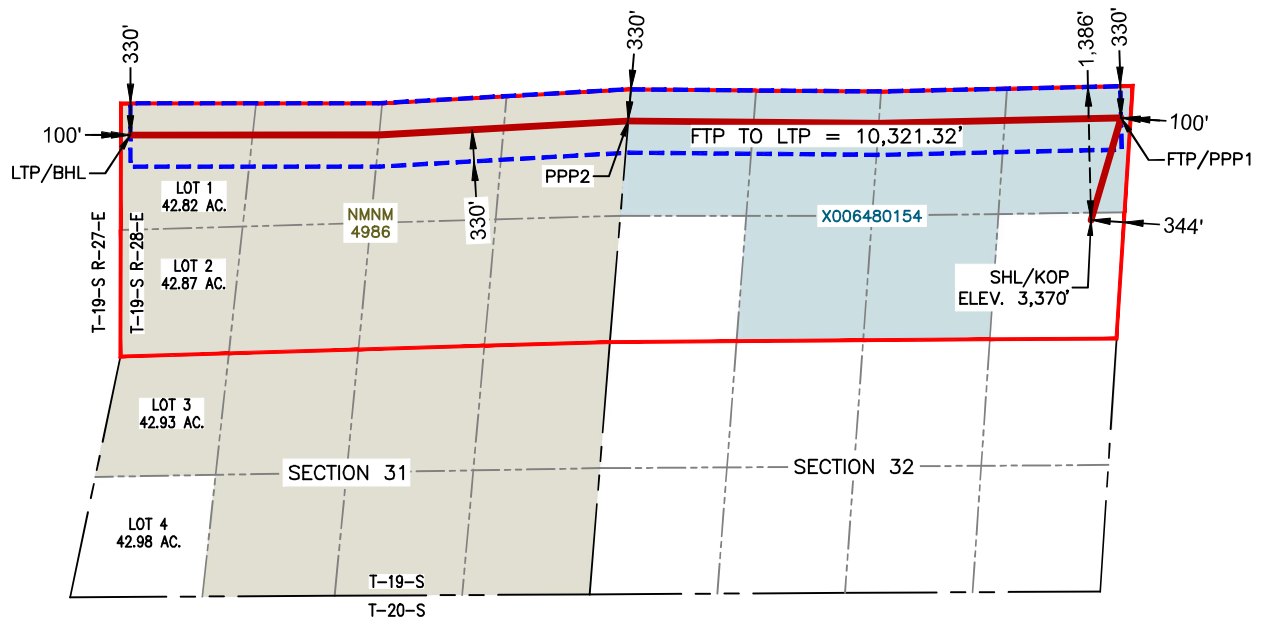 330'
330'
1,386'
330'
100'
LTP/BHL
FTP TO LTP = 10,321.32'
100'
FTP/PPP1
PPP2
LOT 1
42.82 AC.
NMNM
4986
330'
X006480154
344'
T-19-S R-27-E
T-19-S R-28-E
LOT 2
42.87 AC.
SHL/KOP
ELEV. 3,370'
LOT 3
42.93 AC.
SECTION 31
SECTION 32
LOT 4
42.98 AC.
T-19-S
T-20-S